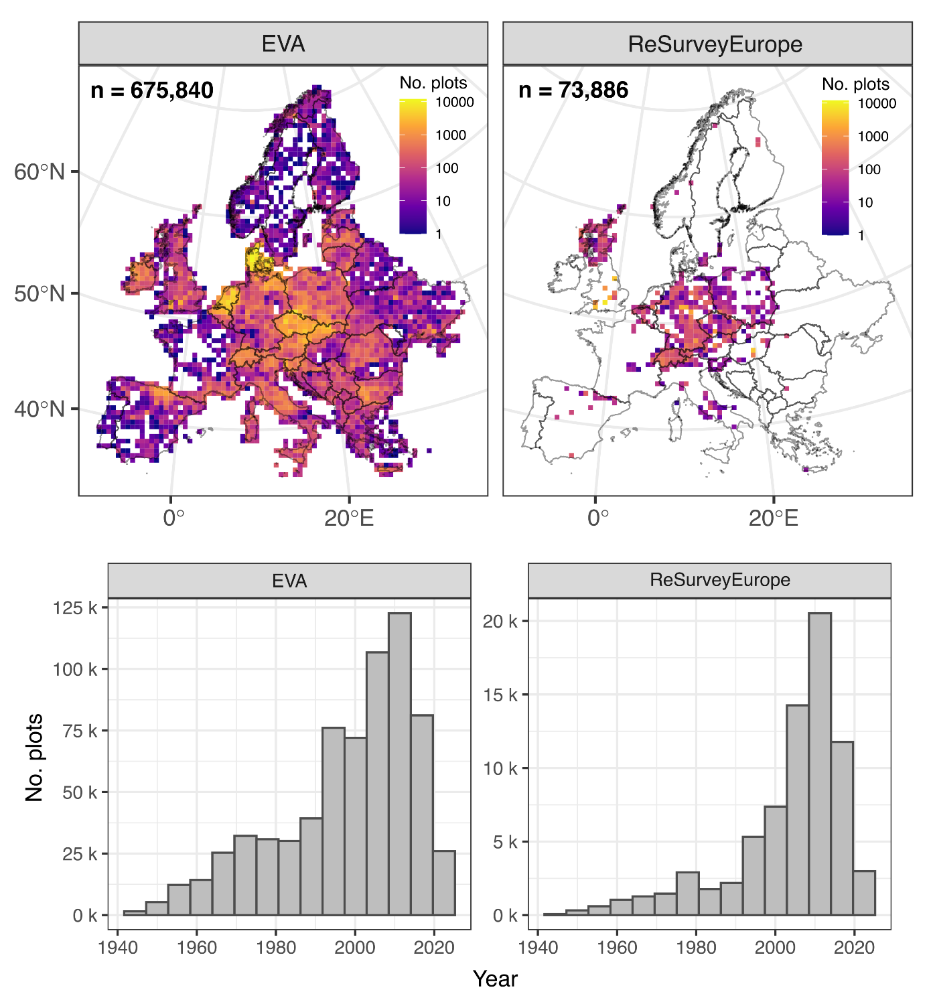 EVA
ReSurveyEurope
n = 675,840
No. plots
10000
1000
100
10
1
n = 73,886
No. plots
10000
1000
100
10
1
60°N
50°N
40°N
0°
20°E
0°
20°E
EVA
ReSurveyEurope
No. plots
125 k
100 k
75 k
50 k
25 k
0 k
20 k
15 k
10 k
5 k
0 k
1940
1960
1980
2000
2020
1940
1960
1980
2000
2020
Year